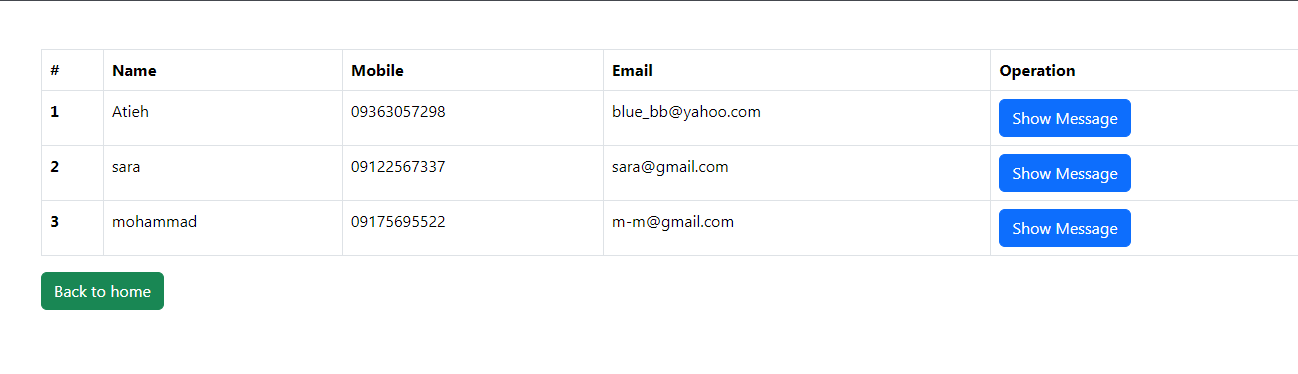 # Name Mobile Email Operation
1 Atieh 09363057298 blue_bb@yahoo.com Show Message
2 sara 09122567337 sara@gmail.com Show Message
3 mohammad 09175695522 m-m@gmail.com Show Message
Back to home